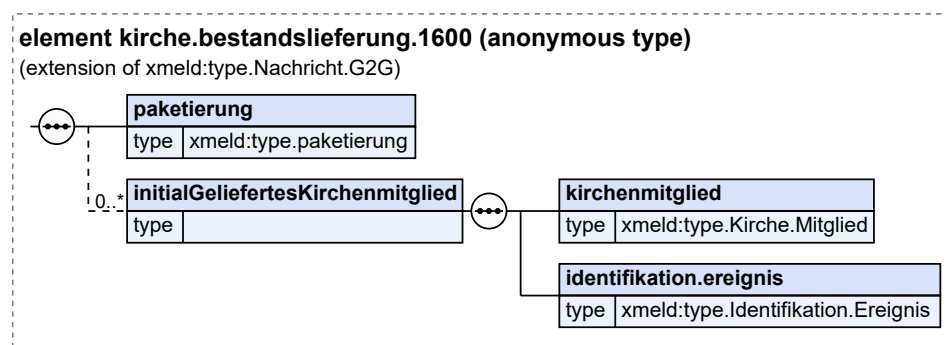 element kirche.bestandslieferung.1600 (anonymous type)
(extension of xmeld:type.Nachricht.G2G)
paketierung
type xmeld:type.paketierung
0..*
initialGeliefertesKirchenmitglied
type
kirchenmitglied
type xmeld:type.Kirche.Mitglied
identifikation.ereignis
type xmeld:type.Identifikation.Ereignis